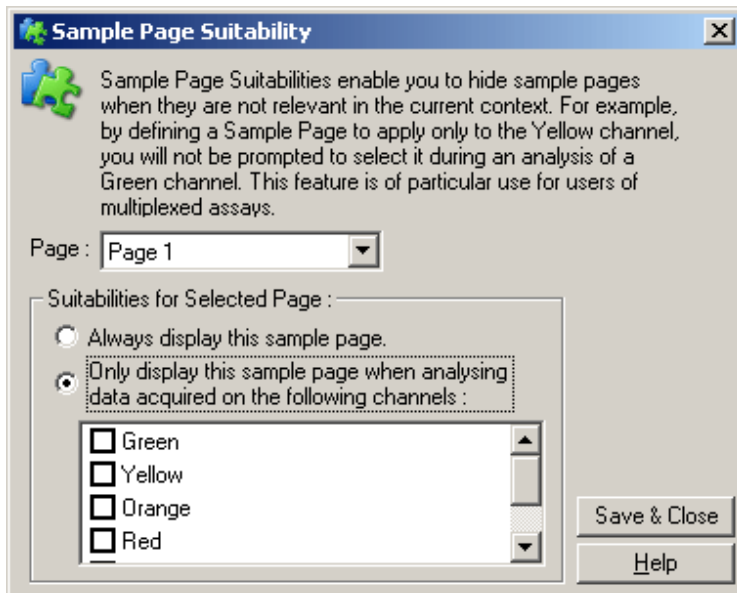 Sample Page Suitability
Sample Page Suitabilities enable you to hide sample pages
when they are not relevant in the current context. For example,
by defining a Sample Page to apply only to the Yellow channel,
you will not be prompted to select it during an analysis of a
Green channel. This feature is of particular use for users of
multiplexed assays.
Page : Page 1
Suitabilities for Selected Page :
Always display this sample page.
Only display this sample page when analysing
data acquired on the following channels :
Green
Yellow
Orange
Red
Save & Close
Help